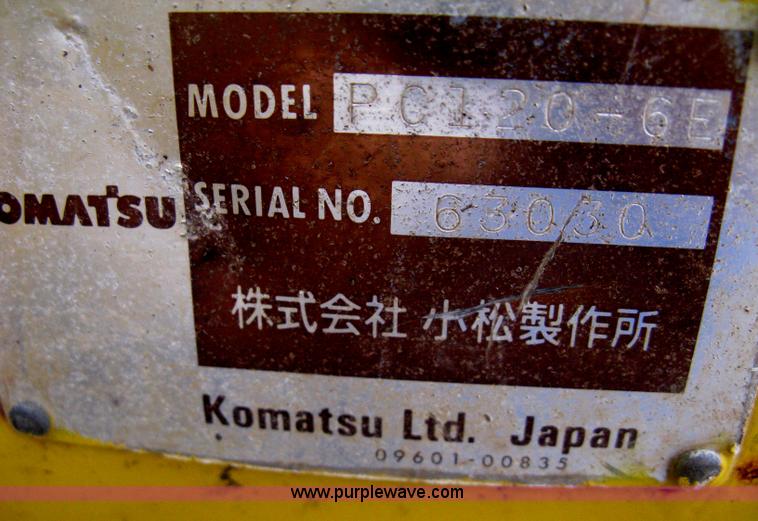 MODEL PC120-6E
KOMATSU
SERIAL NO. 63030
株式会社 小松製作所
Komatsu Ltd. Japan
09601-00835
www.purplewave.com